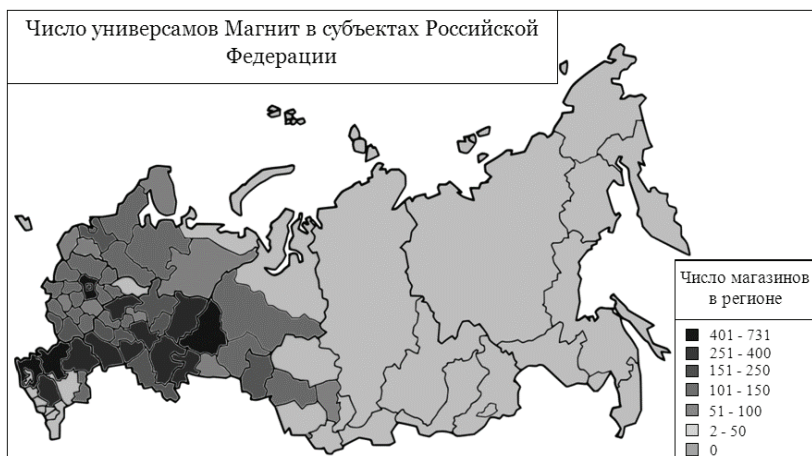 Число универсамов Магнит в субъектах Российской
Федерации
Число магазинов
в регионе
401 - 731
251 - 400
151 - 250
101 - 150
51 - 100
2 - 50
0